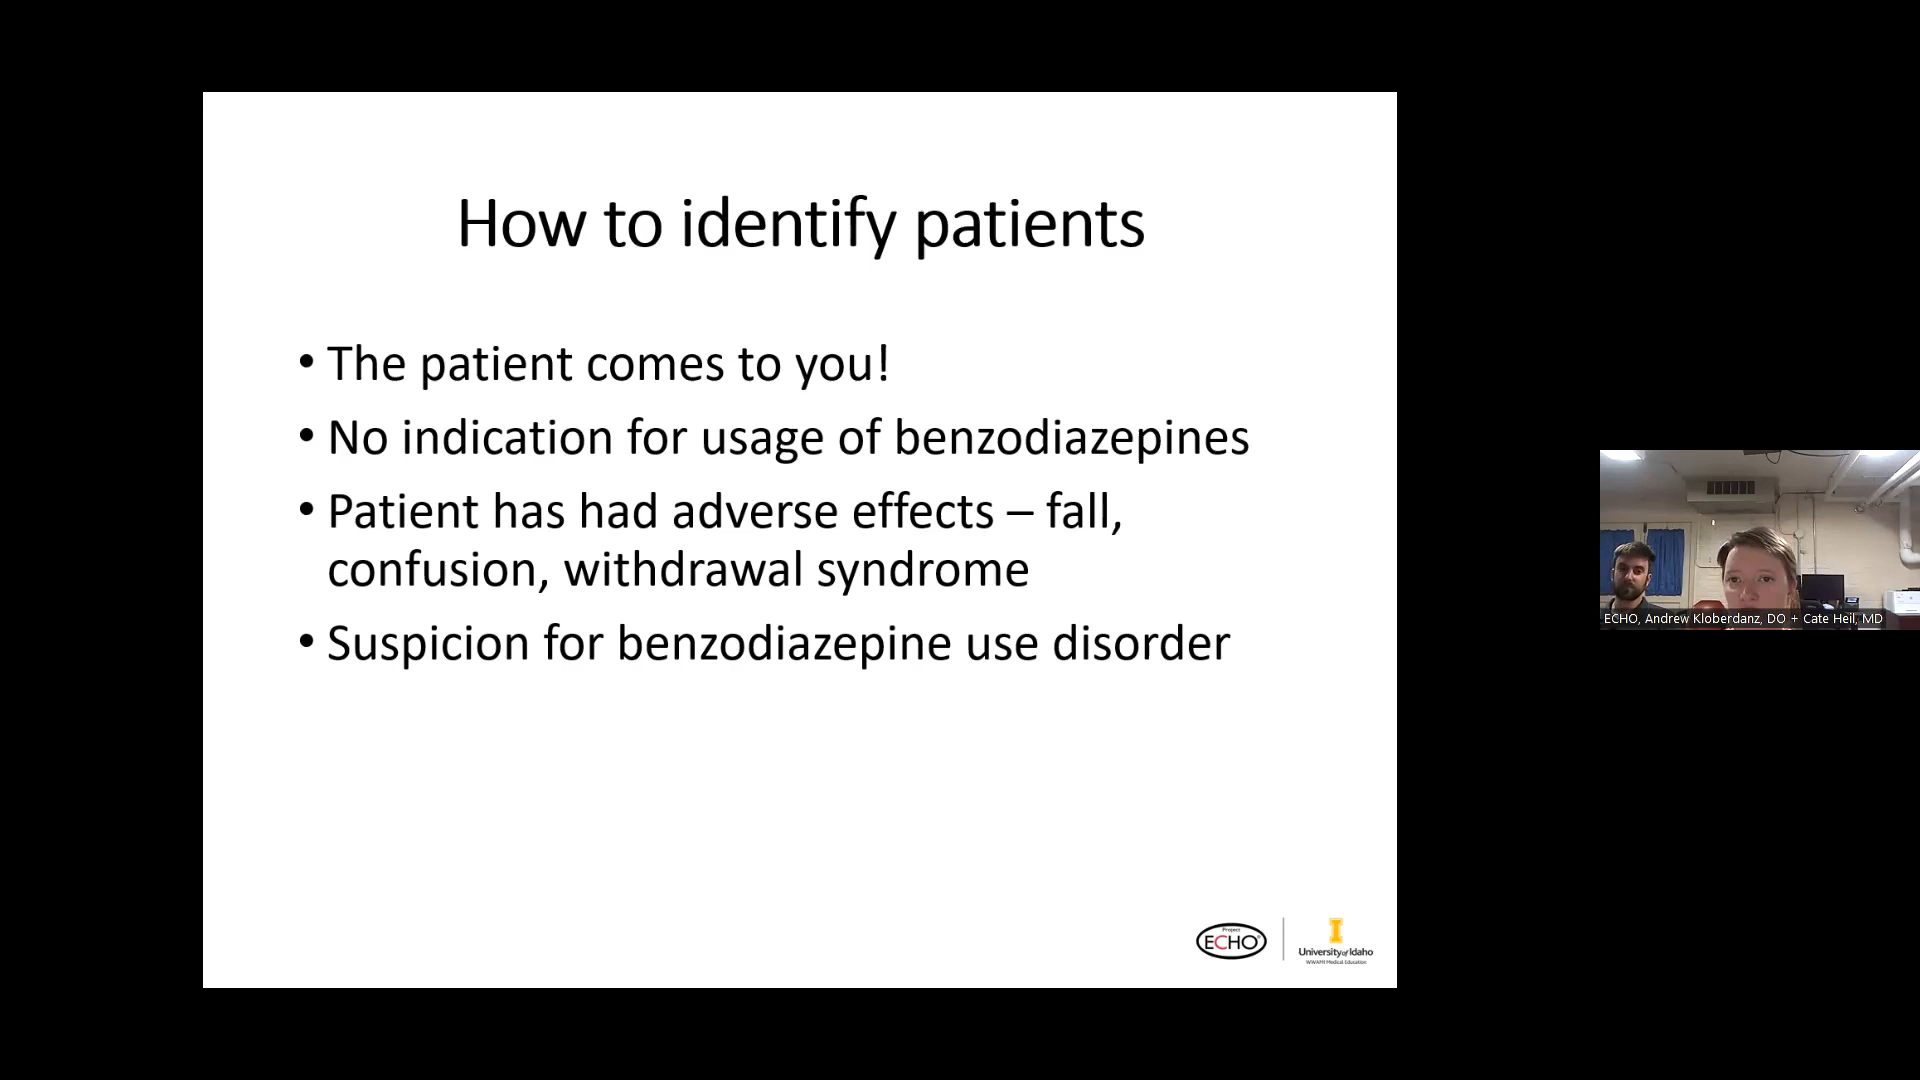 How to identify patients
• The patient comes to you!
• No indication for usage of benzodiazepines
• Patient has had adverse effects – fall,
confusion, withdrawal syndrome
• Suspicion for benzodiazepine use disorder
ECHO, Andrew Kloberdanz, DO + Cate Heil, MD
Project
ECHO®
University of Idaho
WWAMI Medical Education